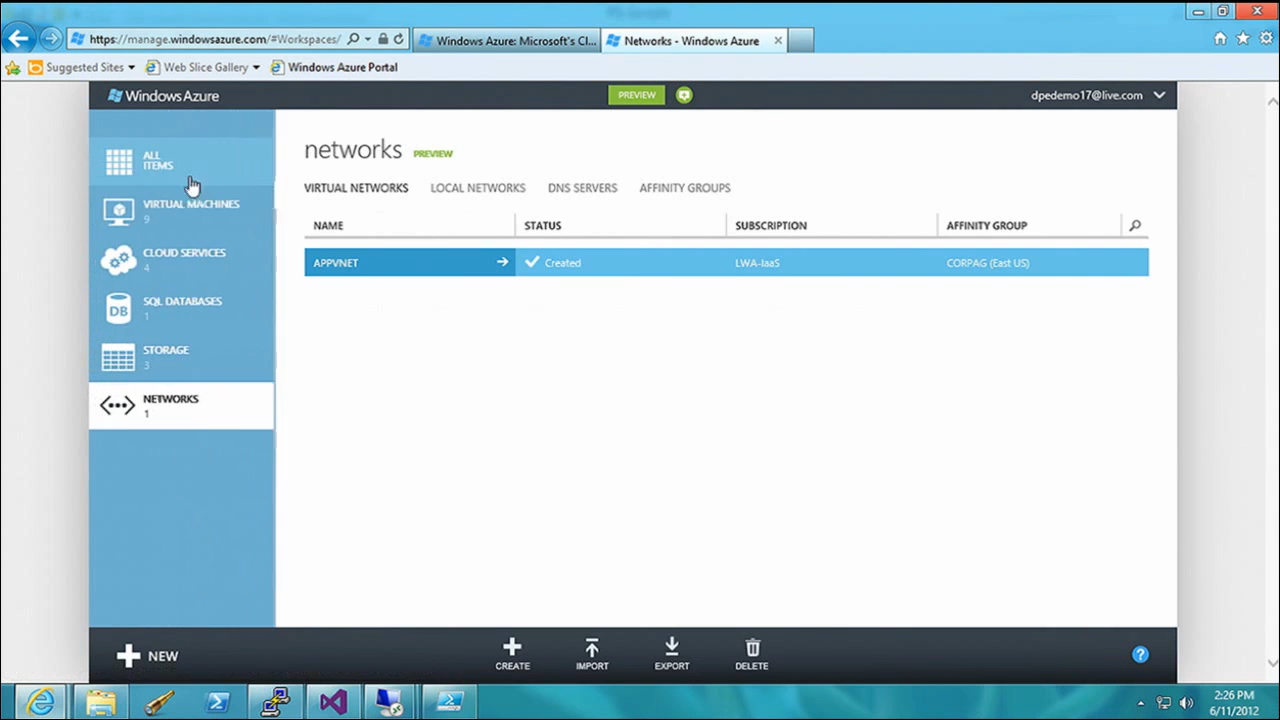 https://manage.windowsazure.com/#Workspaces/
Windows Azure: Microsoft's Cl...
Networks - Windows Azure
Suggested Sites
Web Slice Gallery
Windows Azure Portal
Windows Azure
PREVIEW
dpedemo17@live.com
ALL
ITEMS
VIRTUAL MACHINES
9
CLOUD SERVICES
4
SQL DATABASES
1
DB
STORAGE
3
NETWORKS
1
networks PREVIEW
VIRTUAL NETWORKS LOCAL NETWORKS DNS SERVERS AFFINITY GROUPS
NAME STATUS SUBSCRIPTION AFFINITY GROUP
APPVNET Created LWA-IaaS CORPAG (East US)
NEW
CREATE
IMPORT
EXPORT
DELETE
?
2:26 PM
6/11/2012